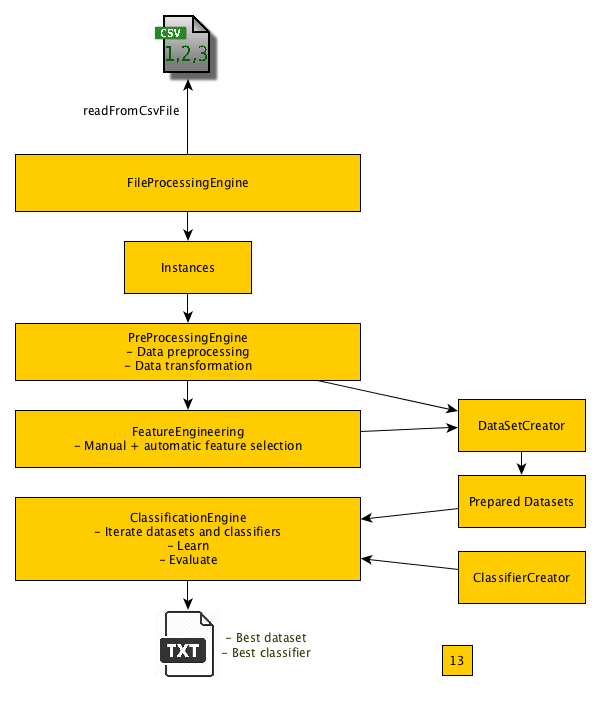 CSV
1,2,3
readFromCsvFile
FileProcessingEngine
Instances
PreProcessingEngine
- Data preprocessing
- Data transformation
FeatureEngineering
- Manual + automatic feature selection
DataSetCreator
Prepared Datasets
ClassificationEngine
- Iterate datasets and classifiers
- Learn
- Evaluate
ClassifierCreator
TXT
- Best dataset
- Best classifier
13